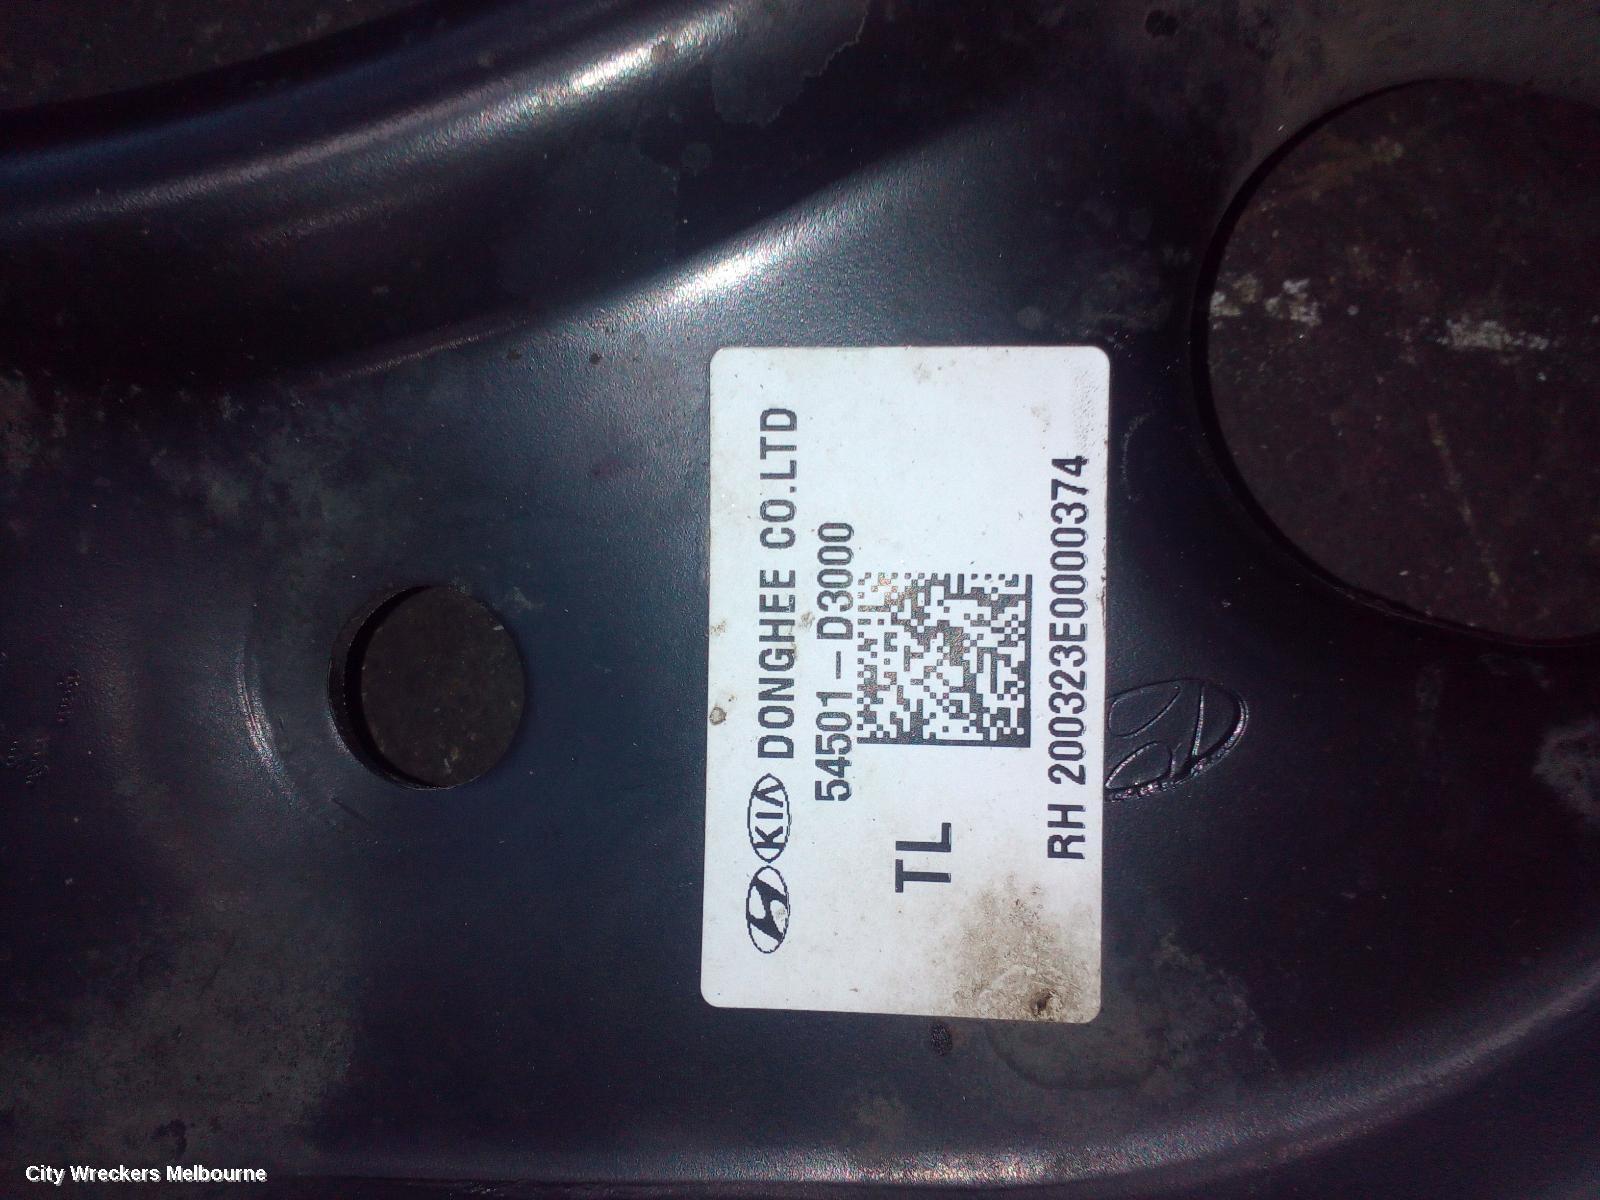 KIA DONGHEE CO.LTD
54501-D3000
TL
RH 200323E0000374
City Wreckers Melbourne